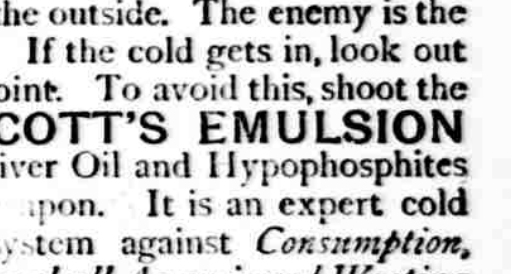 he outside. The enemy is the
If the cold gets in, look out
oint. To avoid this, shoot the
COTT'S EMULSION
iver Oil and Hypophosphites
apon. It is an expert cold
ystem against Consumption,